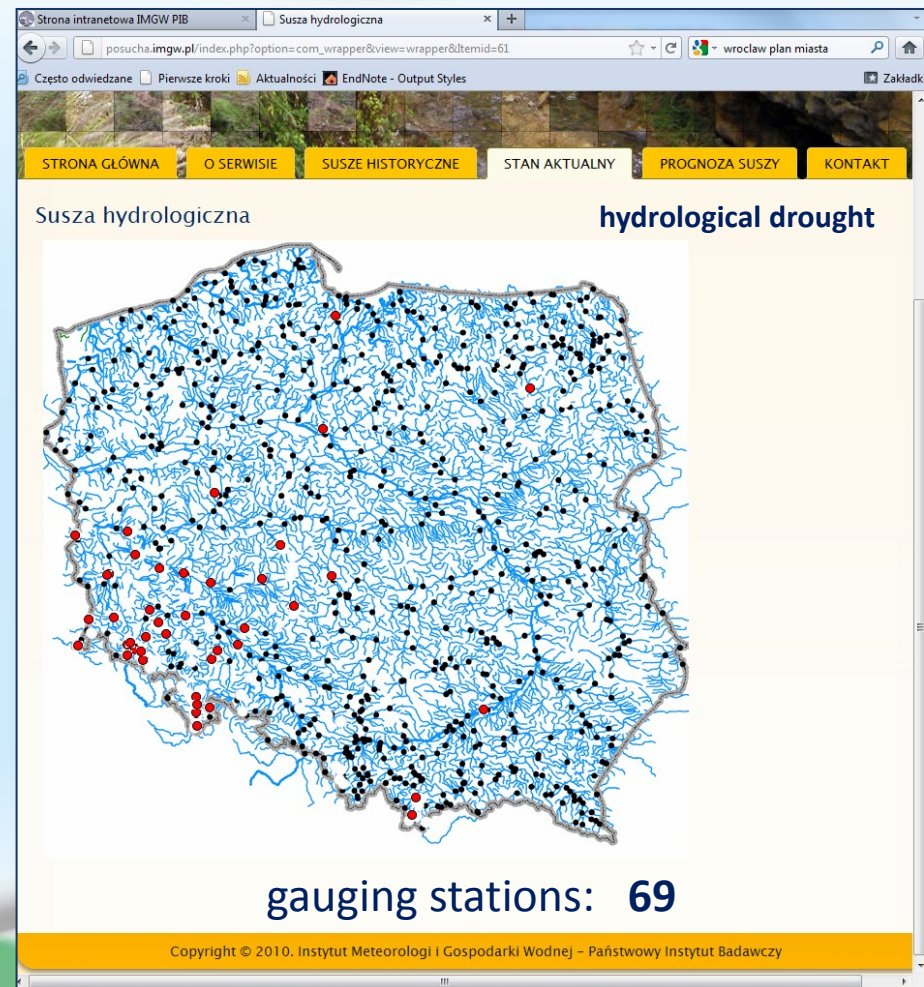 Strona intranetowa IMGW PIB
Susza hydrologiczna
posucha.imgw.pl/index.php?option=com_wrapper&view=wrapper&Itemid=61
wroclaw plan miasta
Często odwiedzane
Pierwsze kroki
Aktualności
EndNote - Output Styles
Zakładk
STRONA GŁÓWNA
O SERWISIE
SUSZE HISTORYCZNE
STAN AKTUALNY
PROGNOZA SUSZY
KONTAKT
Susza hydrologiczna
hydrological drought
gauging stations: 69
Copyright © 2010. Instytut Meteorologi i Gospodarki Wodnej – Państwowy Instytut Badawczy